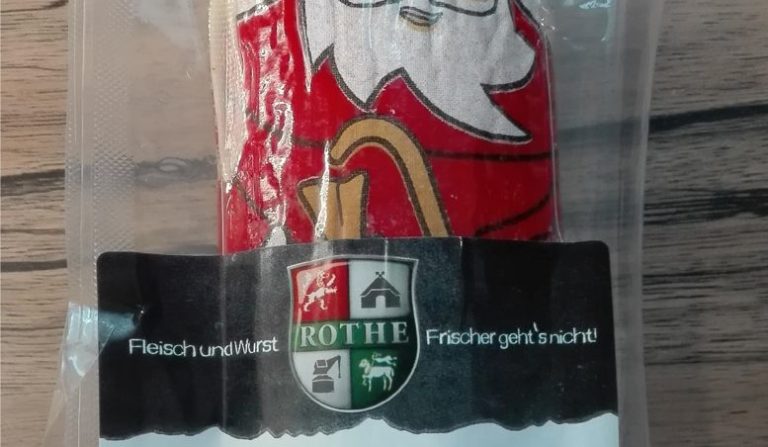 Fleisch und Wurst
ROTHE
Frischer geht's nicht!